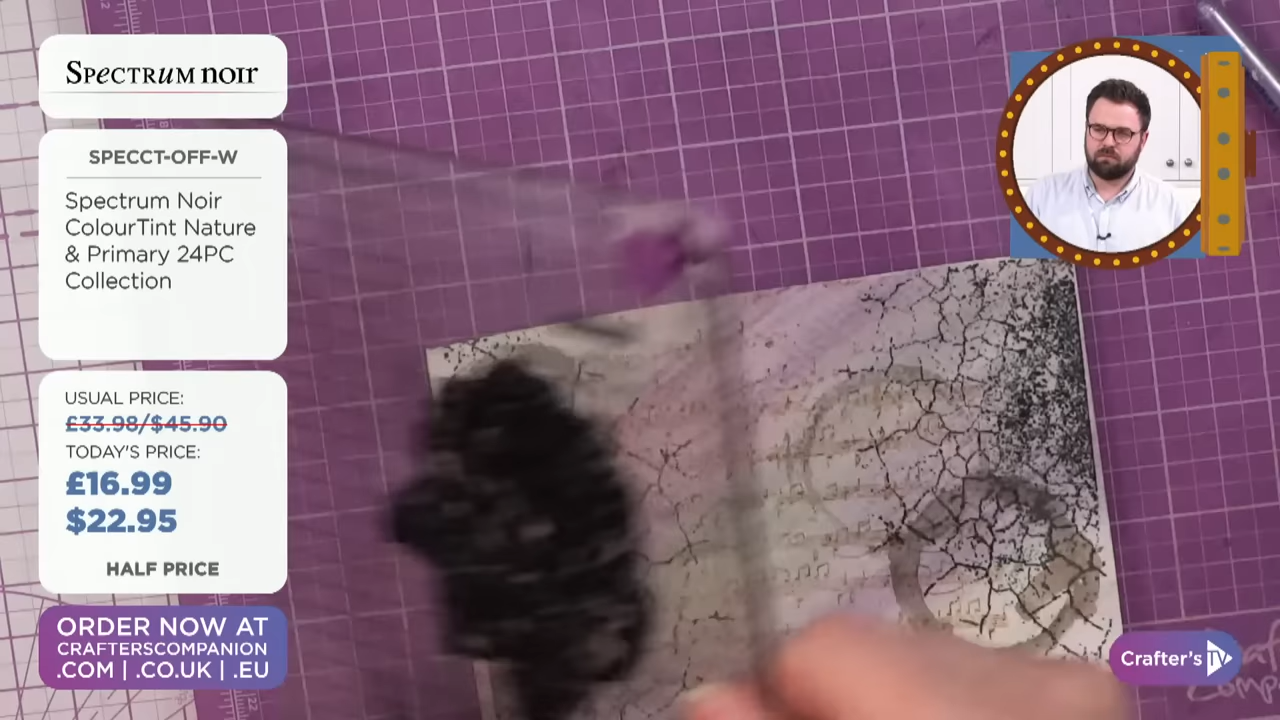 Spectrum noir
SPECCT-OFF-W
Spectrum Noir
ColourTint Nature
& Primary 24PC
Collection
USUAL PRICE:
£33.98/$45.90
TODAY'S PRICE:
£16.99
$22.95
HALF PRICE
ORDER NOW AT
CRAFTERSCOMPANION
.COM | .CO.UK | .EU
Crafter's TV